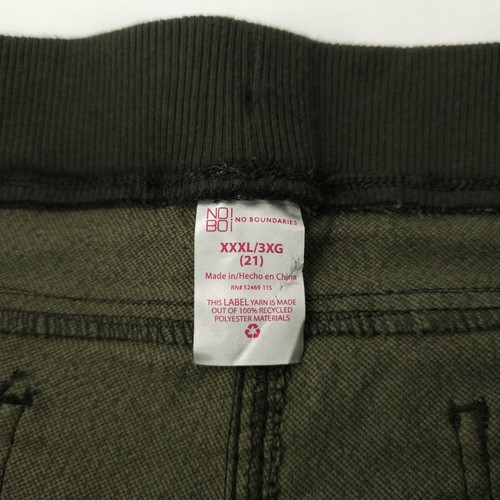 NO!
BO!
NO BOUNDARIES
XXXL/3XG
(21)
Made in/Hecho en China
RN# 52469 115
THIS LABEL YARN IS MADE
OUT OF 100% RECYCLED
POLYESTER MATERIALS